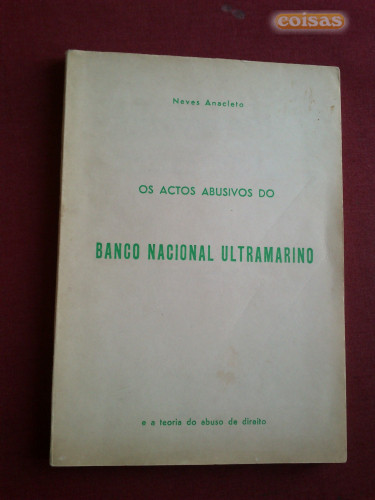 coisas
Neves Anacleto
OS ACTOS ABUSIVOS DO
BANCO NACIONAL ULTRAMARINO
e a teoria do abuso de direito